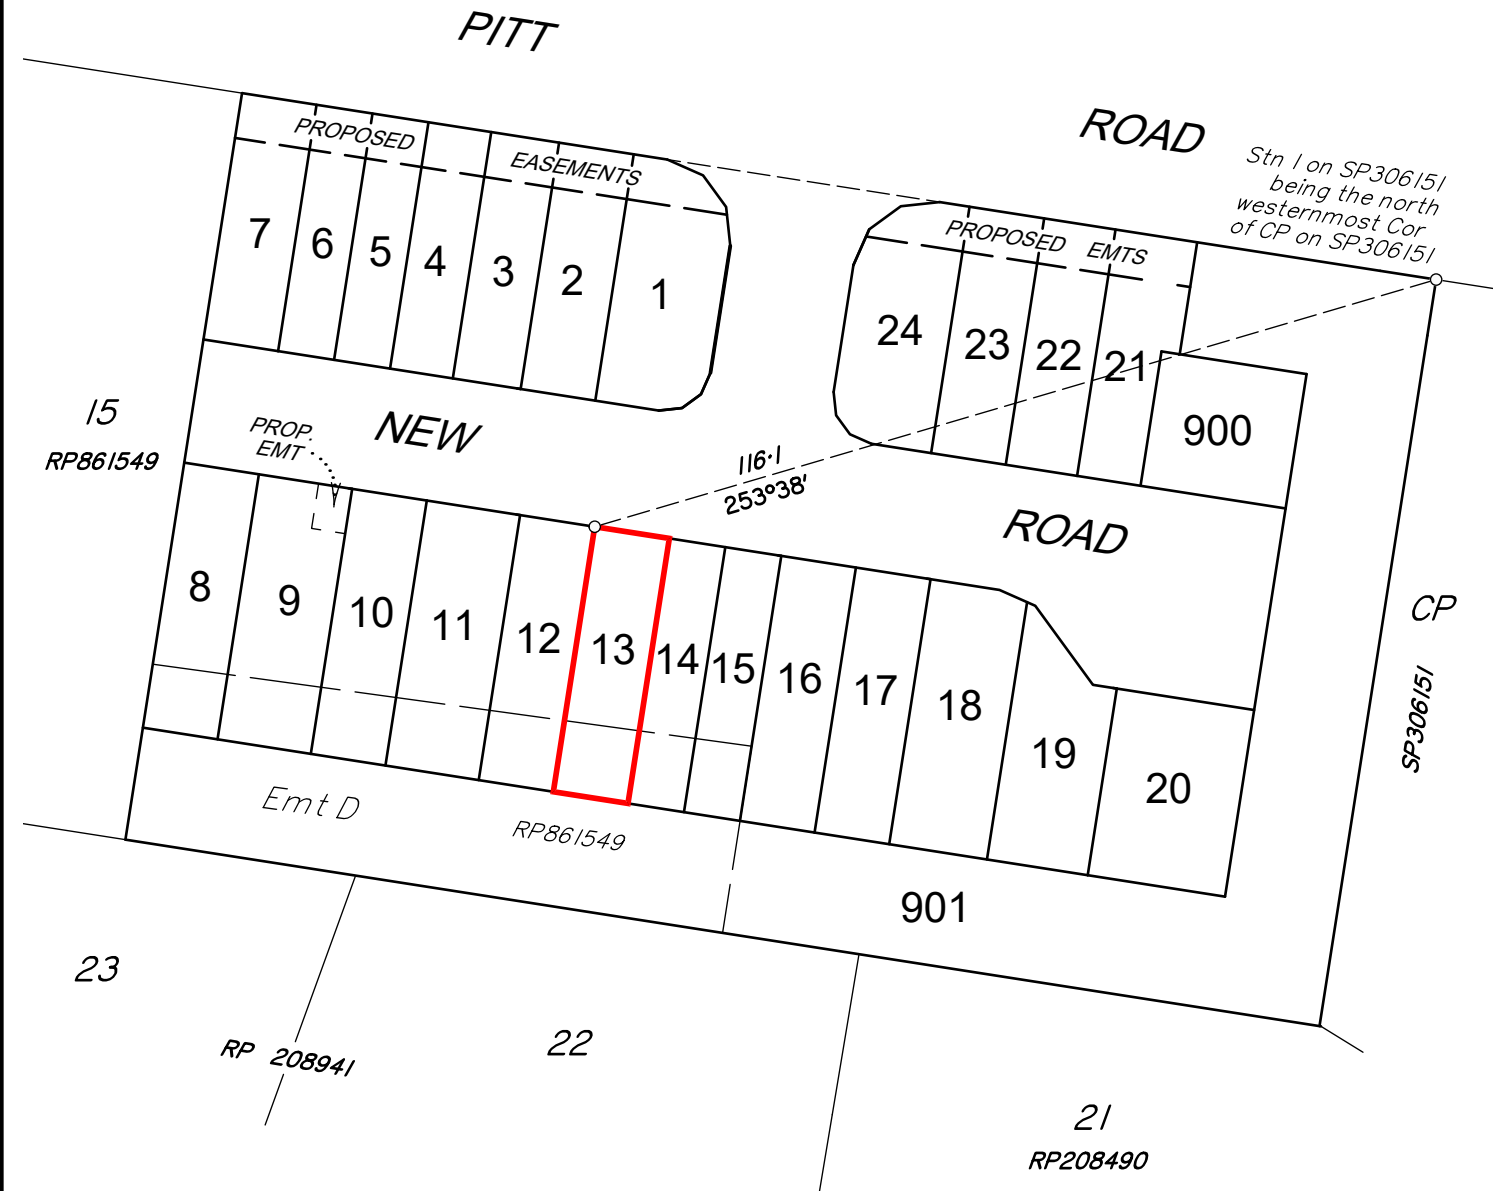 PITT
ROAD
Stn 1 on SP306151
being the north
westernmost Cor
of CP on SP306151
PROPOSED
EASEMENTS
PROPOSED EMTS
7
6
5
4
3
2
1
24
23
22
21
900
15
RP861549
PROP.
EMT
NEW
116·1
253°38'
ROAD
8
9
10
11
12
13
14
15
16
17
18
19
20
CP
SP306151
Emt D
RP861549
901
23
RP 208941
22
21
RP208490